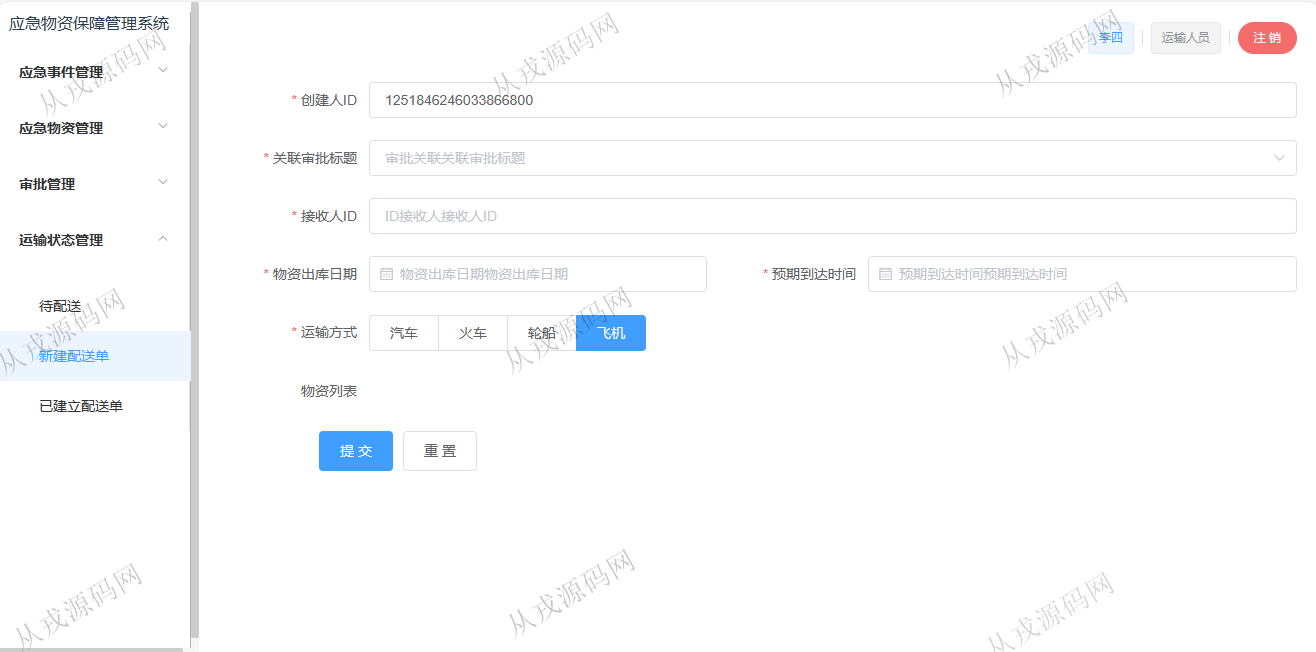 应急物资保障管理系统
李四
运输人员
注 销
应急事件管理
应急物资管理
审批管理
运输状态管理
待配送
新建配送单
已建立配送单
* 创建人ID 1251846246033866800
* 关联审批标题 审批关联关联审批标题
* 接收人ID ID接收人接收人ID
* 物资出库日期 物资出库日期物资出库日期 * 预期到达时间 预期到达时间预期到达时间
* 运输方式 汽车 火车 轮船 飞机
物资列表
提 交 重 置
从戎源码网
从戎源码网
从戎源码网
从戎源码网
从戎源码网
从戎源码网
从戎源码网
从戎源码网
从戎源码网